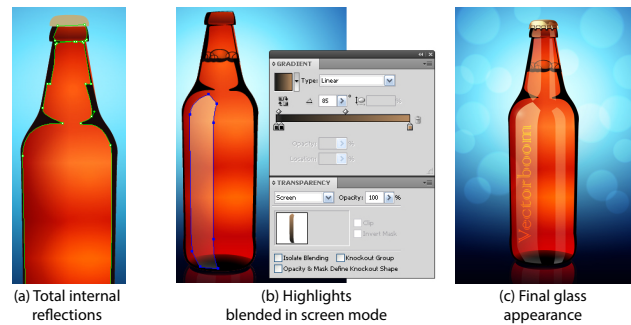 GRADIENT
Type: Linear
85 °
%
Opacity: %
Location: %
TRANSPARENCY
Screen Opacity: 100 %
Clip
Invert Mask
Isolate Blending Knockout Group
Opacity & Mask Define Knockout Shape
Vectorboom
(a) Total internal
reflections
(b) Highlights
blended in screen mode
(c) Final glass
appearance